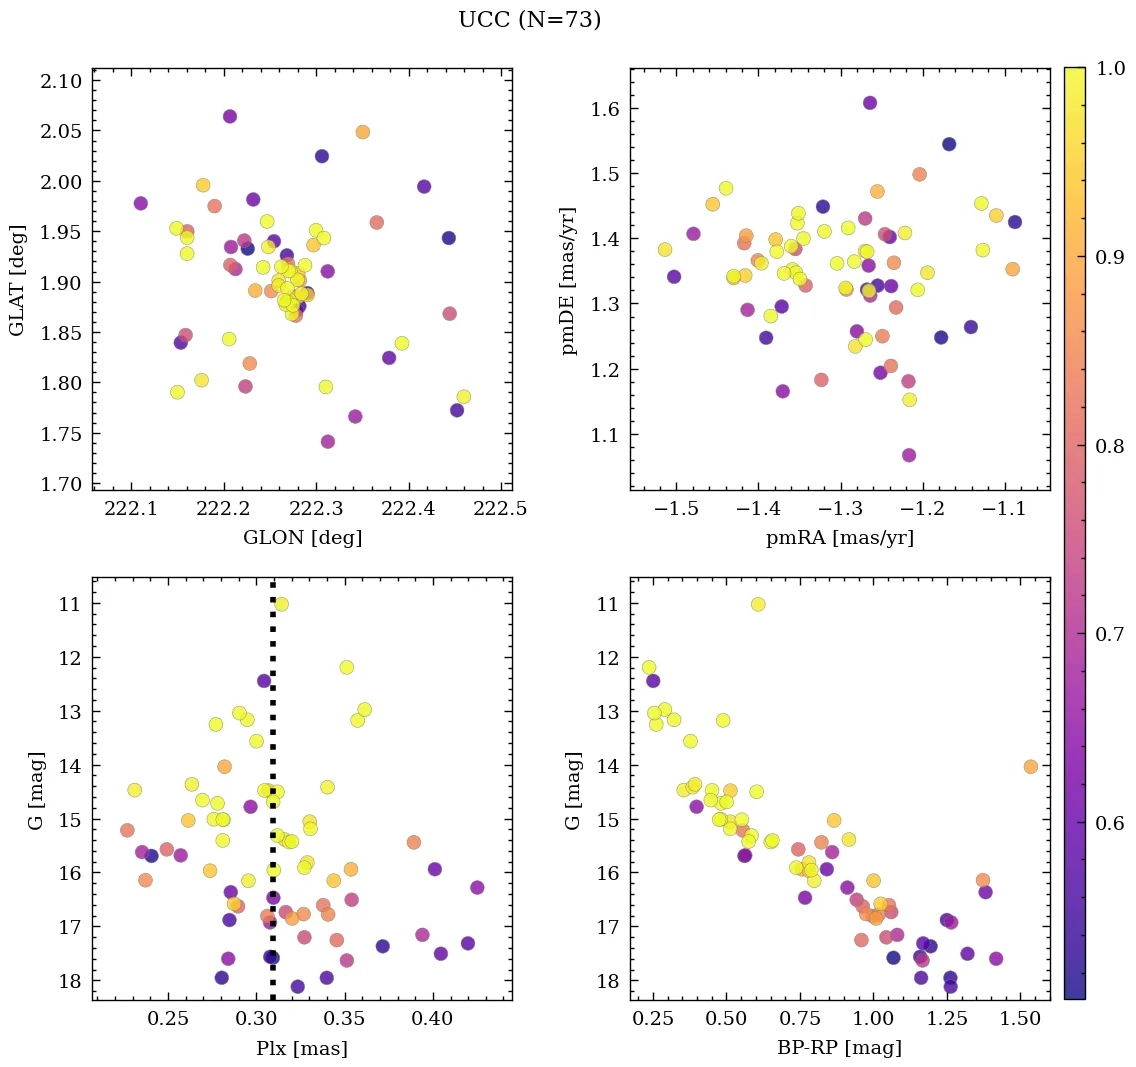 UCC (N=73)
2.10
2.05
2.00
1.95
1.90
1.85
1.80
1.75
1.70
GLAT [deg]
222.1 222.2 222.3 222.4 222.5
GLON [deg]
1.6
1.5
1.4
1.3
1.2
1.1
pmDE [mas/yr]
−1.5 −1.4 −1.3 −1.2 −1.1
pmRA [mas/yr]
11
12
13
14
15
16
17
18
G [mag]
0.25 0.30 0.35 0.40
Plx [mas]
11
12
13
14
15
16
17
18
G [mag]
0.25 0.50 0.75 1.00 1.25 1.50
BP-RP [mag]
1.0
0.9
0.8
0.7
0.6